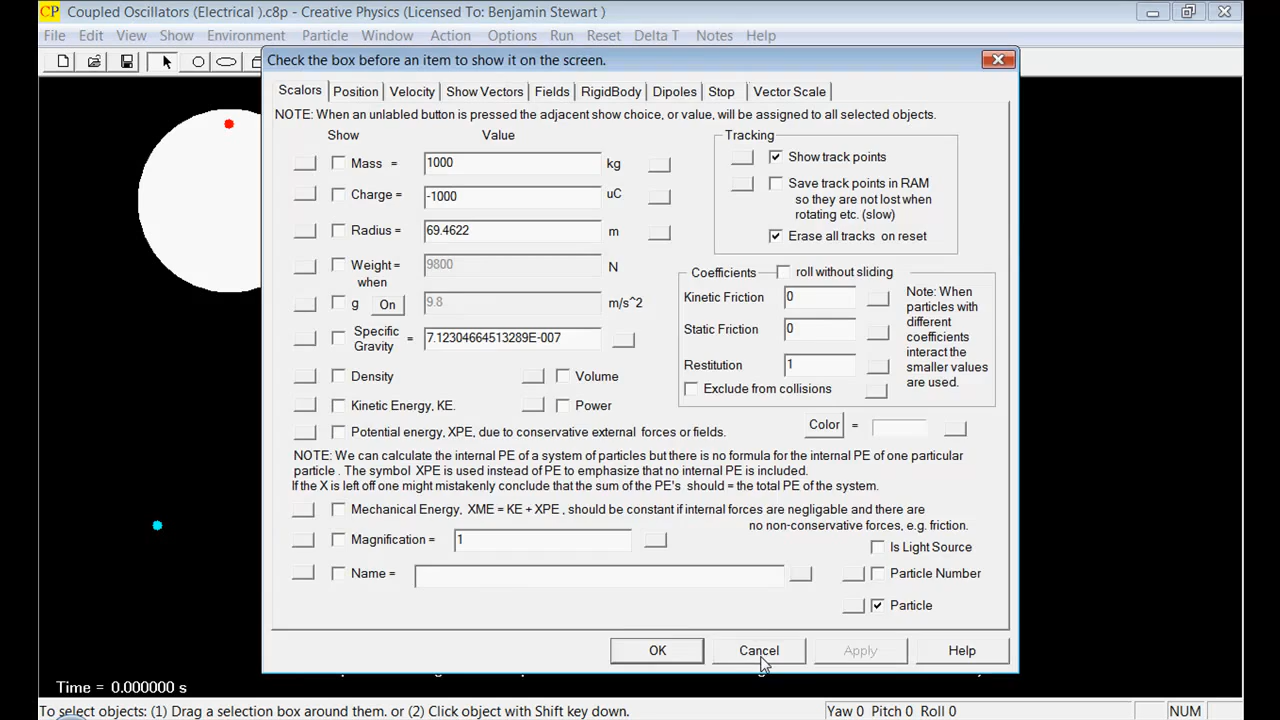 CP Coupled Oscillators (Electrical ).c8p - Creative Physics (Licensed To: Benjamin Stewart )
File Edit View Show Environment Particle Window Action Options Run Reset Delta T Notes Help
Check the box before an item to show it on the screen.
Scalors Position Velocity Show Vectors Fields RigidBody Dipoles Stop Vector Scale
NOTE: When an unlabled button is pressed the adjacent show choice, or value, will be assigned to all selected objects.
Show Value
Mass = 1000 kg
Charge = -1000 uC
Radius = 69.4622 m
Weight = 9800 N
when
g On 9.8 m/s^2
Specific
Gravity = 7.12304664513289E-007
Density Volume
Kinetic Energy, KE. Power
Potential energy, XPE, due to conservative external forces or fields.
Tracking
Show track points
Save track points in RAM
so they are not lost when
rotating etc. (slow)
Erase all tracks on reset
Coefficients roll without sliding
Kinetic Friction 0
Static Friction 0
Restitution 1
Exclude from collisions
Note: When
particles with
different
coefficients
interact the
smaller values
are used.
Color =
NOTE: We can calculate the internal PE of a system of particles but there is no formula for the internal PE of one particular
particle . The symbol XPE is used instead of PE to emphasize that no internal PE is included.
If the X is left off one might mistakenly conclude that the sum of the PE's should = the total PE of the system.
Mechanical Energy, XME = KE + XPE , should be constant if internal forces are negligible and there are
no non-conservative forces, e.g. friction.
Magnification = 1
Is Light Source
Name =
Particle Number
Particle
OK Cancel Apply Help
Time = 0.000000 s
To select objects: (1) Drag a selection box around them. or (2) Click object with Shift key down. Yaw 0 Pitch 0 Roll 0 NUM